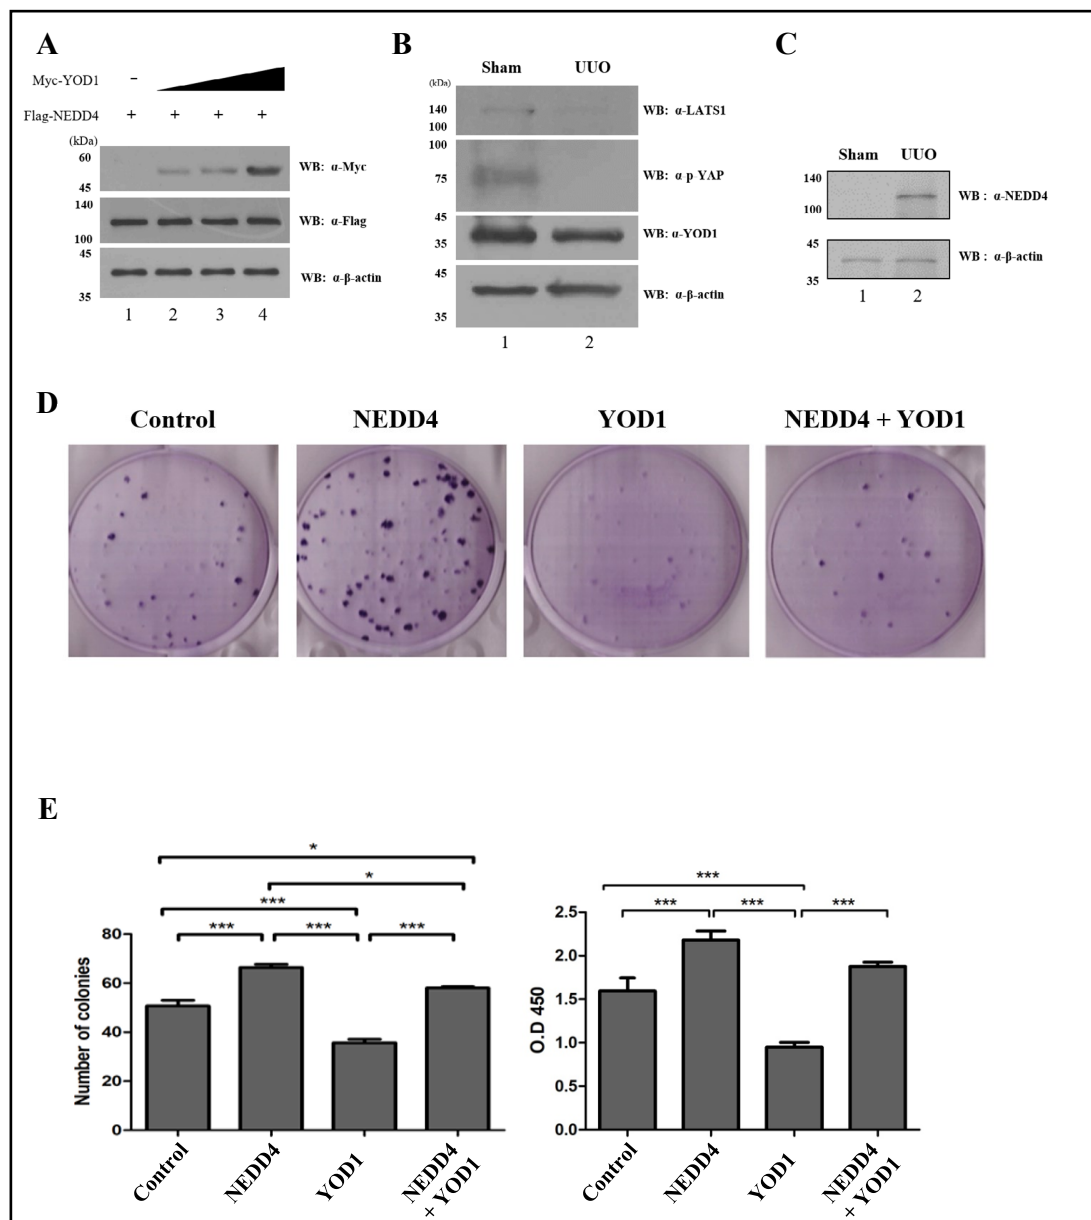 A
Myc-YOD1 –
Flag-NEDD4 + + + +
(kDa)
60
45
WB: α-Myc
140
100
WB: α-Flag
45
35
WB: α-β-actin
1 2 3 4
B
Sham UUO
(kDa)
140
100
WB: α-LATS1
100
75
WB: α-p-YAP
45
35
WB: α-YOD1
45
35
WB: α-β-actin
1 2
C
Sham UUO
140
100
WB : α-NEDD4
45
35
WB : α-β-actin
1 2
D
Control NEDD4 YOD1 NEDD4 + YOD1
E
*
*
***
*** *** ***
80
60
40
20
0
Number of colonies
Control
NEDD4
YOD1
NEDD4
+ YOD1
***
*** *** ***
2.5
2.0
1.5
1.0
0.5
0.0
O.D 450
Control
NEDD4
YOD1
NEDD4
+ YOD1